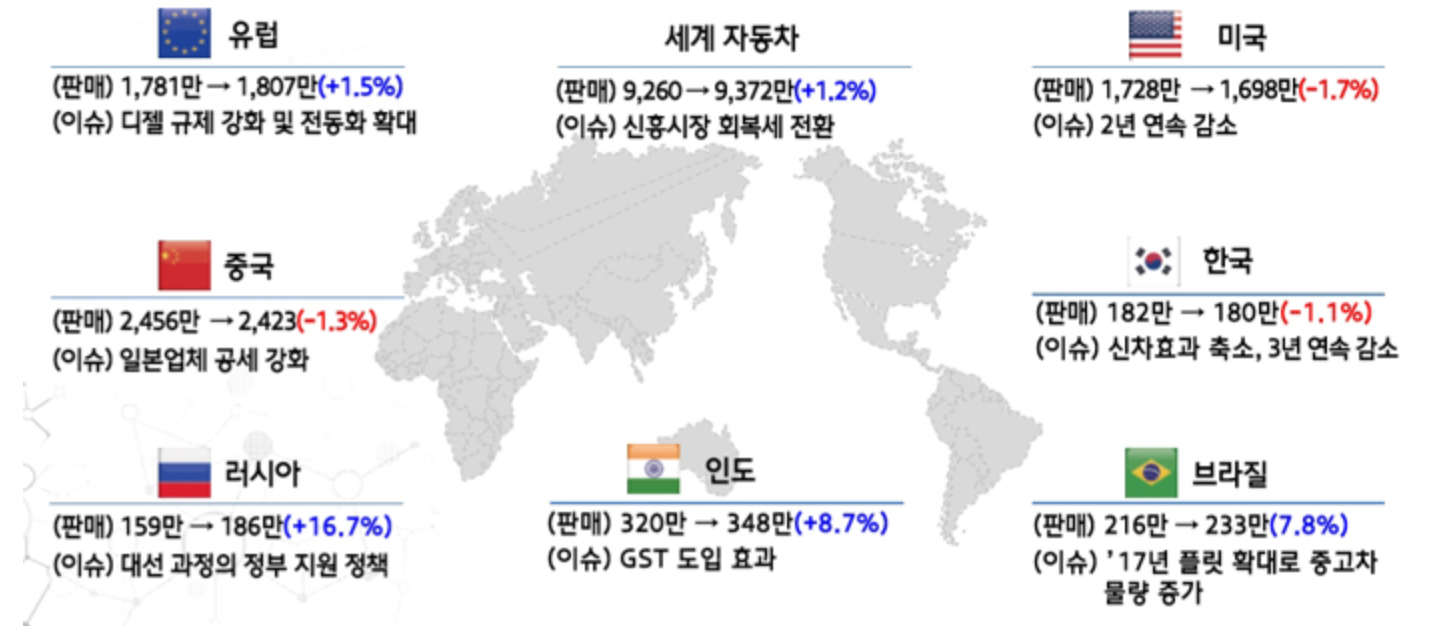 유럽
(판매) 1,781만 → 1,807만(+1.5%)
(이슈) 디젤 규제 강화 및 전동화 확대
세계 자동차
(판매) 9,260 → 9,372만(+1.2%)
(이슈) 신흥시장 회복세 전환
미국
(판매) 1,728만 → 1,698만(-1.7%)
(이슈) 2년 연속 감소
중국
(판매) 2,456만 → 2,423(-1.3%)
(이슈) 일본업체 공세 강화
한국
(판매) 182만 → 180만(-1.1%)
(이슈) 신차효과 축소, 3년 연속 감소
러시아
(판매) 159만 → 186만(+16.7%)
(이슈) 대선 과정의 정부 지원 정책
인도
(판매) 320만 → 348만(+8.7%)
(이슈) GST 도입 효과
브라질
(판매) 216만 → 233만(7.8%)
(이슈) '17년 플릿 확대로 중고차
물량 증가